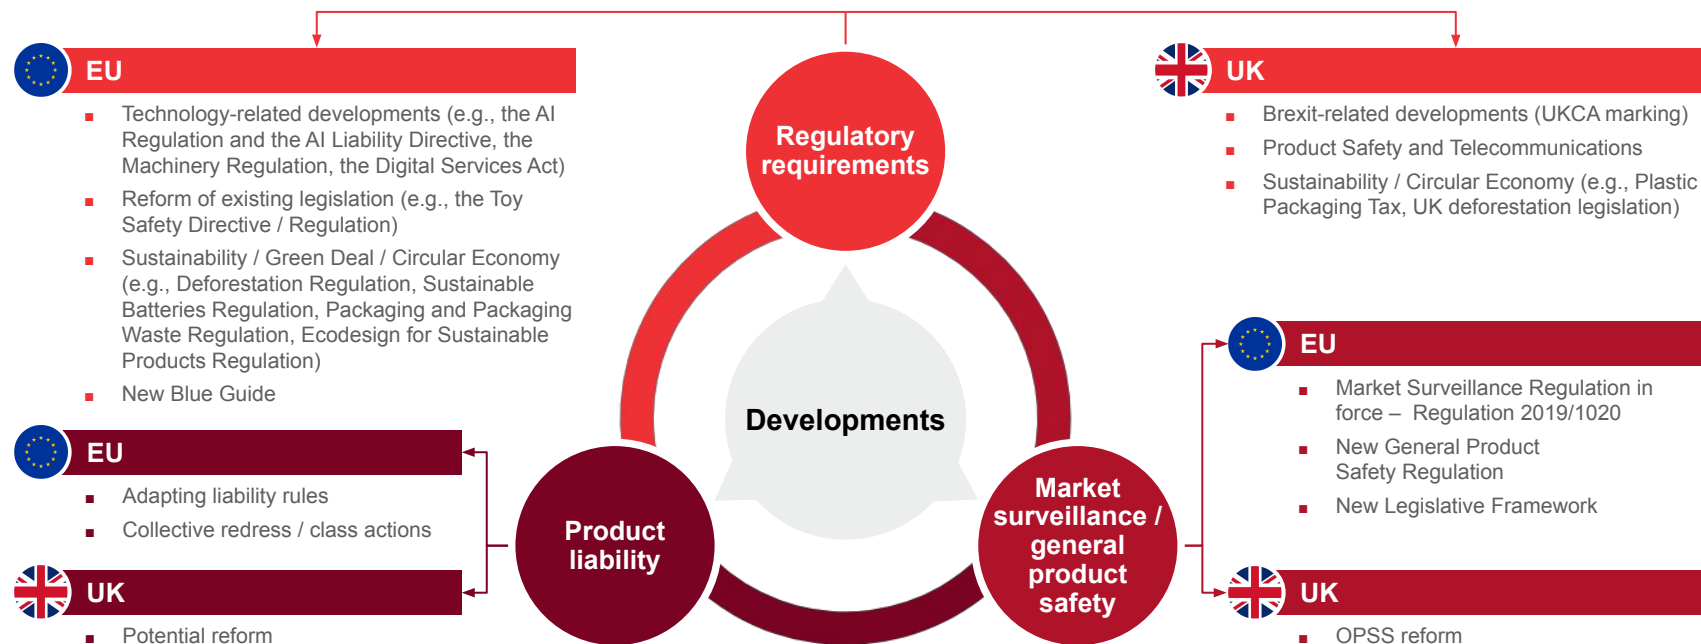 EU
Technology-related developments (e.g., the AI
Regulation and the AI Liability Directive, the
Machinery Regulation, the Digital Services Act)
Reform of existing legislation (e.g., the Toy
Safety Directive / Regulation)
Sustainability / Green Deal / Circular Economy
(e.g., Deforestation Regulation, Sustainable
Batteries Regulation, Packaging and Packaging
Waste Regulation, Ecodesign for Sustainable
Products Regulation)
New Blue Guide
Regulatory
requirements
UK
Brexit-related developments (UKCA marking)
Product Safety and Telecommunications
Sustainability / Circular Economy (e.g., Plastic
Packaging Tax, UK deforestation legislation)
Developments
EU
Adapting liability rules
Collective redress / class actions
UK
Potential reform
Product
liability
Market
surveillance /
general
product
safety
EU
Market Surveillance Regulation in
force – Regulation 2019/1020
New General Product
Safety Regulation
New Legislative Framework
UK
OPSS reform